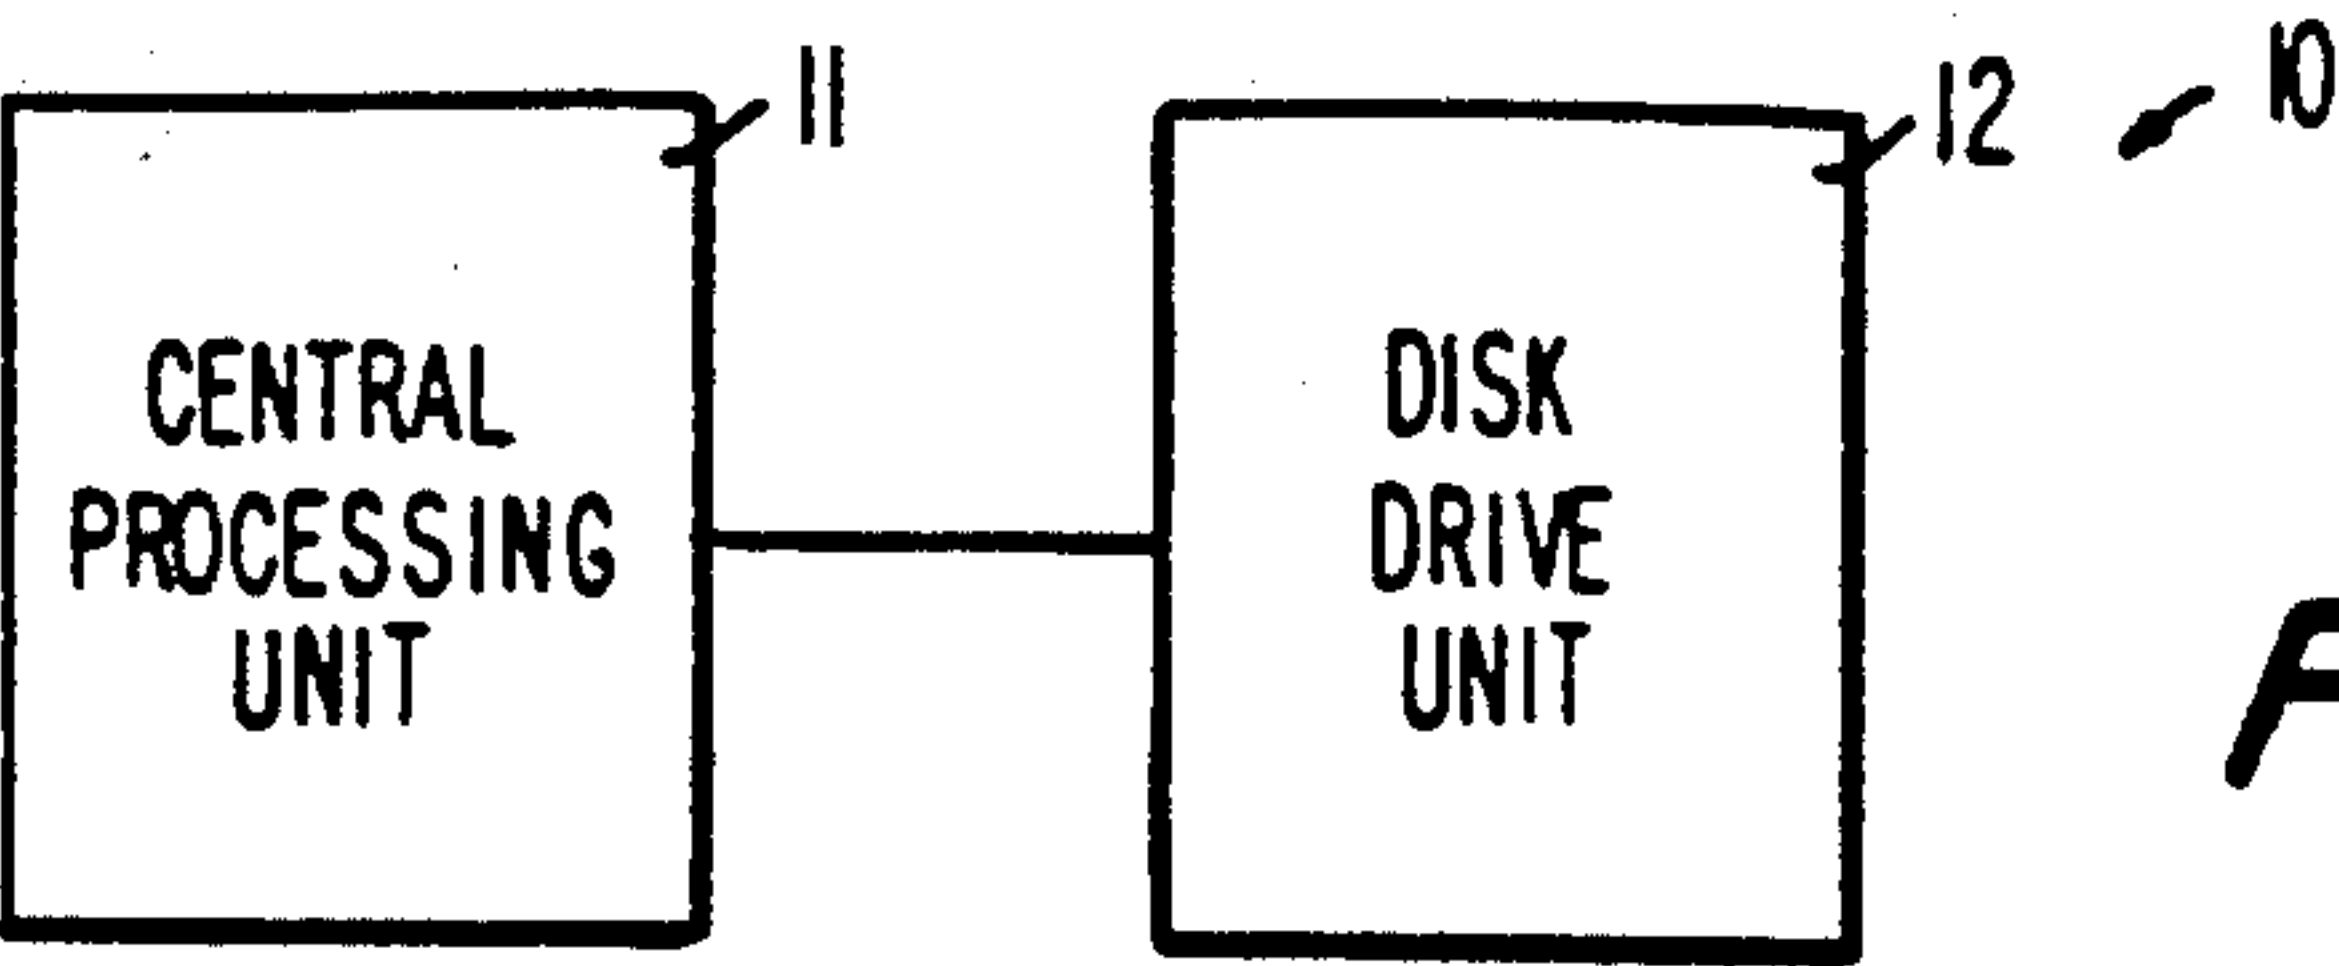 11
12
10
CENTRAL
PROCESSING
UNIT
DISK
DRIVE
UNIT
F